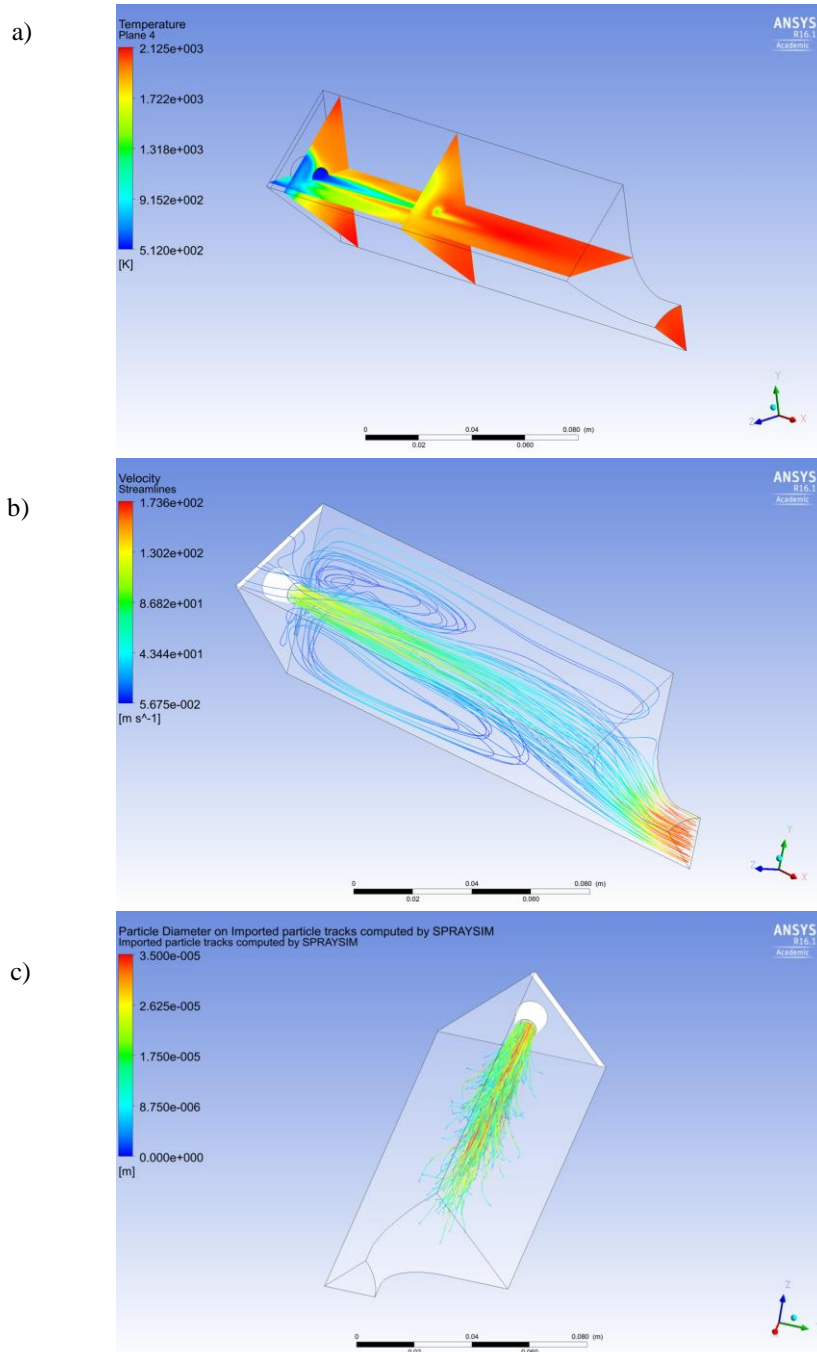 a)
Temperature
Plane 4
2.125e+003
1.722e+003
1.318e+003
9.152e+002
5.120e+002
[K]
ANSYS
R16.1
Academic
0 0.04 0.080 (m)
0.02 0.060
Y
Z X
b)
Velocity
Streamlines
1.736e+002
1.302e+002
8.682e+001
4.344e+001
5.675e-002
[m s^-1]
ANSYS
R16.1
Academic
0 0.04 0.080 (m)
0.02 0.060
Y
Z X
c)
Particle Diameter on Imported particle tracks computed by SPRAYSIM
Imported particle tracks computed by SPRAYSIM
3.500e-005
2.625e-005
1.750e-005
8.750e-006
0.000e+000
[m]
ANSYS
R16.1
Academic
0 0.04 0.080 (m)
0.02 0.060
Z